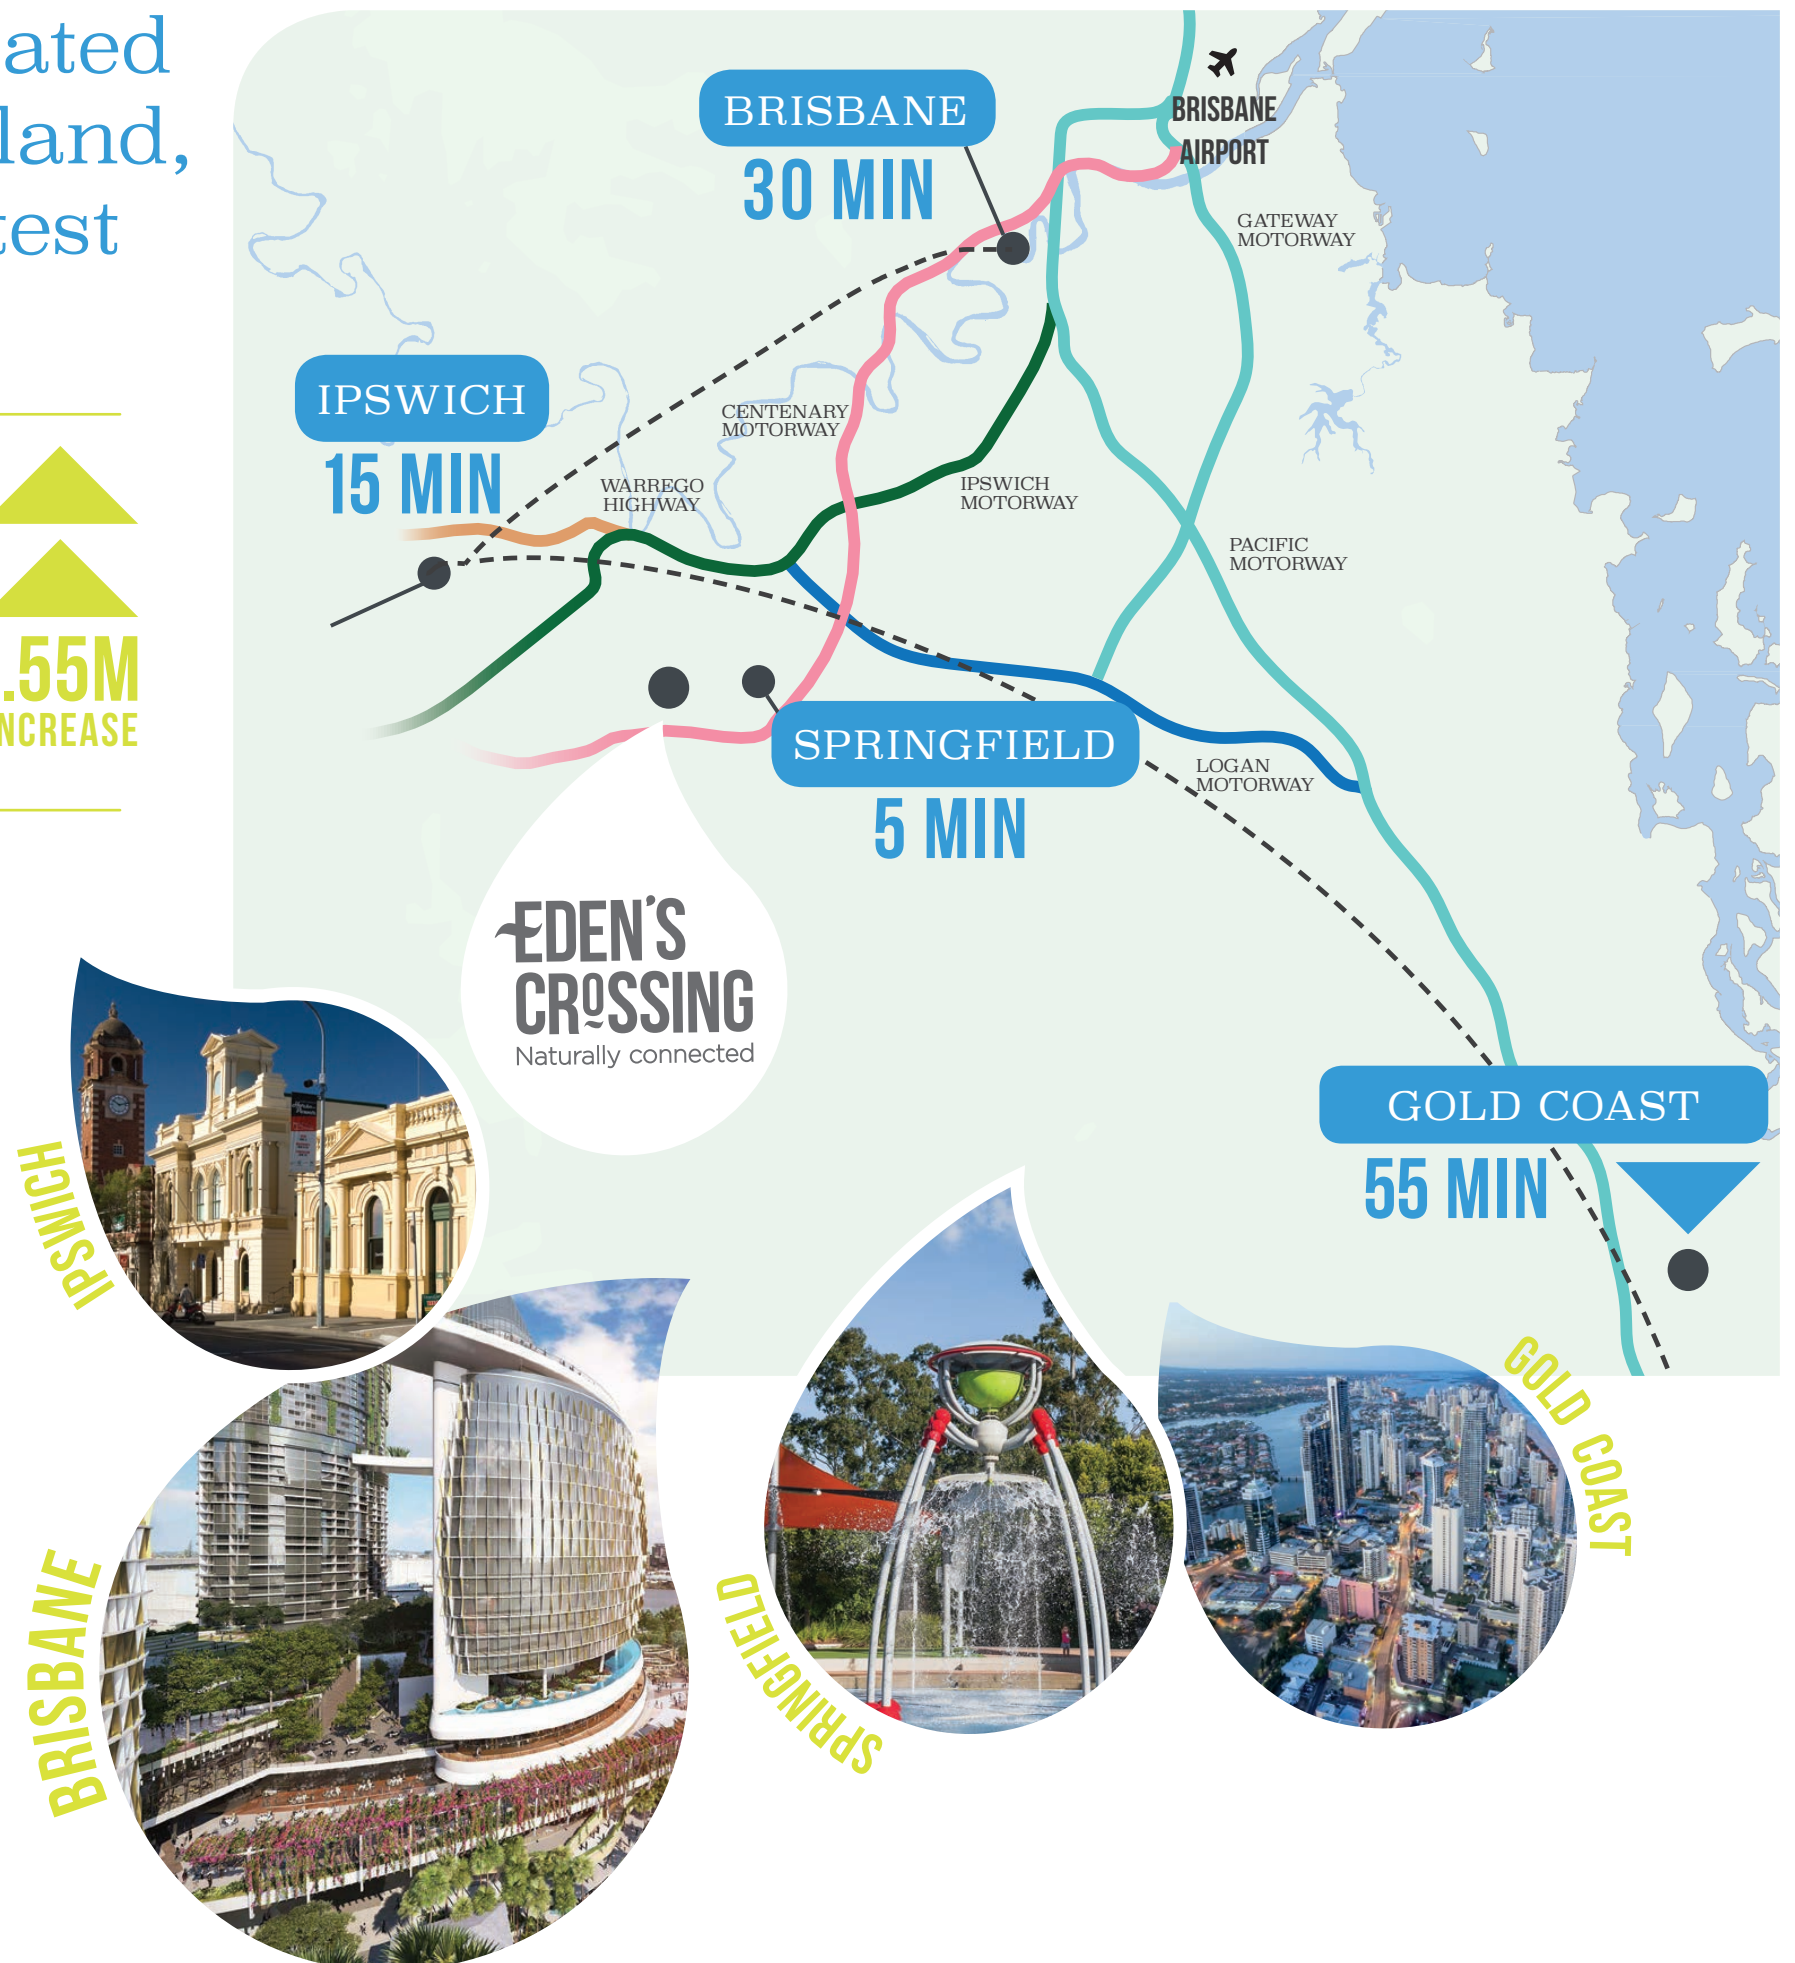 ated
land,
test
.55M
NCREASE
BRISBANE
30 MIN
BRISBANE
AIRPORT
GATEWAY
MOTORWAY
IPSWICH
15 MIN
CENTENARY
MOTORWAY
WARREGO
HIGHWAY
IPSWICH
MOTORWAY
PACIFIC
MOTORWAY
SPRINGFIELD
5 MIN
LOGAN
MOTORWAY
EDEN'S
CROSSING
Naturally connected
GOLD COAST
55 MIN
IPSWICH
BRISBANE
SPRINGFIELD
GOLD COAST